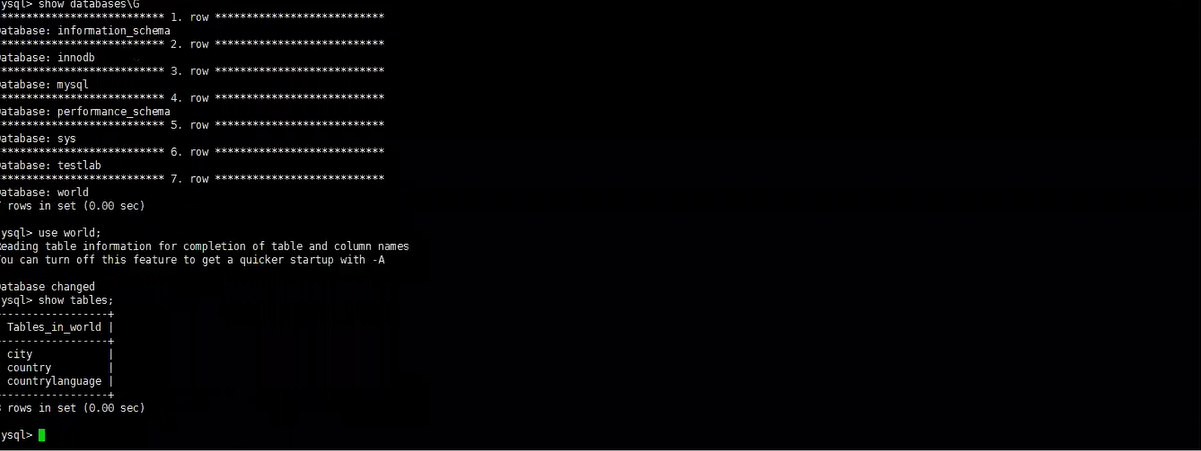 ysql> show databases\G
*************************** 1. row ***************************
atabase: information_schema
*************************** 2. row ***************************
atabase: innodb
*************************** 3. row ***************************
atabase: mysql
*************************** 4. row ***************************
atabase: performance_schema
*************************** 5. row ***************************
atabase: sys
*************************** 6. row ***************************
atabase: testlab
*************************** 7. row ***************************
atabase: world
rows in set (0.00 sec)
ysql> use world;
eading table information for completion of table and column names
ou can turn off this feature to get a quicker startup with -A
atabase changed
ysql> show tables;
-----------------+
Tables_in_world |
-----------------+
city            |
country         |
countrylanguage |
-----------------+
rows in set (0.00 sec)
ysql>